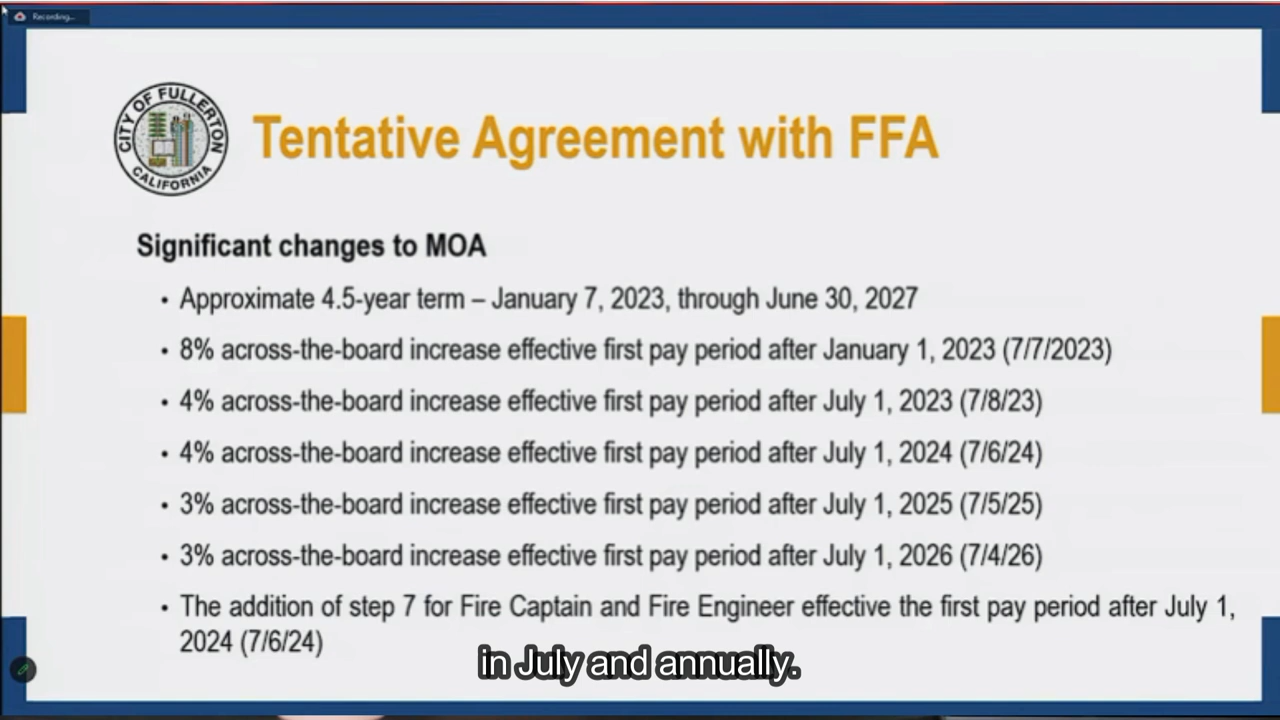 Recording...
CITY OF FULLERTON
CALIFORNIA
Tentative Agreement with FFA
Significant changes to MOA
• Approximate 4.5-year term – January 7, 2023, through June 30, 2027
• 8% across-the-board increase effective first pay period after January 1, 2023 (7/7/2023)
• 4% across-the-board increase effective first pay period after July 1, 2023 (7/8/23)
• 4% across-the-board increase effective first pay period after July 1, 2024 (7/6/24)
• 3% across-the-board increase effective first pay period after July 1, 2025 (7/5/25)
• 3% across-the-board increase effective first pay period after July 1, 2026 (7/4/26)
• The addition of step 7 for Fire Captain and Fire Engineer effective the first pay period after July 1,
2024 (7/6/24)
in July and annually.